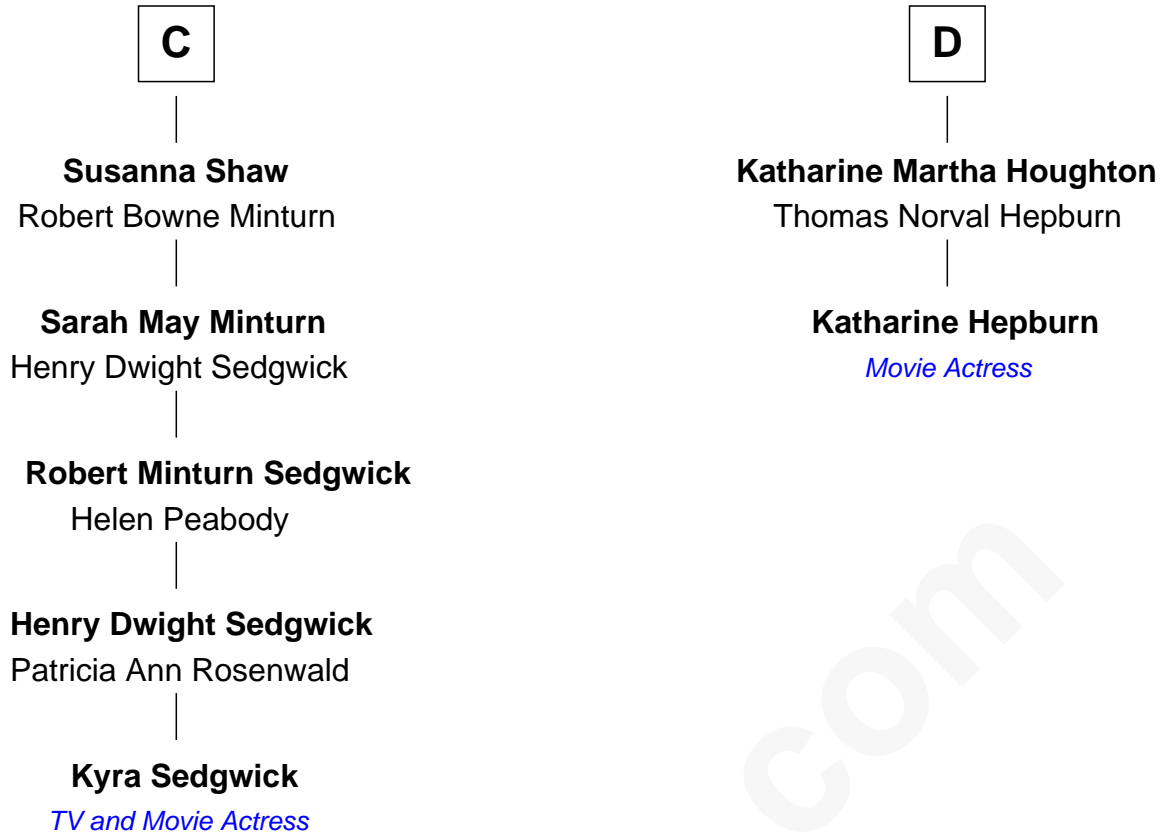 C
Susanna Shaw
Robert Bowne Minturn
Sarah May Minturn
Henry Dwight Sedgwick
Robert Minturn Sedgwick
Helen Peabody
Henry Dwight Sedgwick
Patricia Ann Rosenwald
Kyra Sedgwick
TV and Movie Actress
D
Katharine Martha Houghton
Thomas Norval Hepburn
Katharine Hepburn
Movie Actress
com